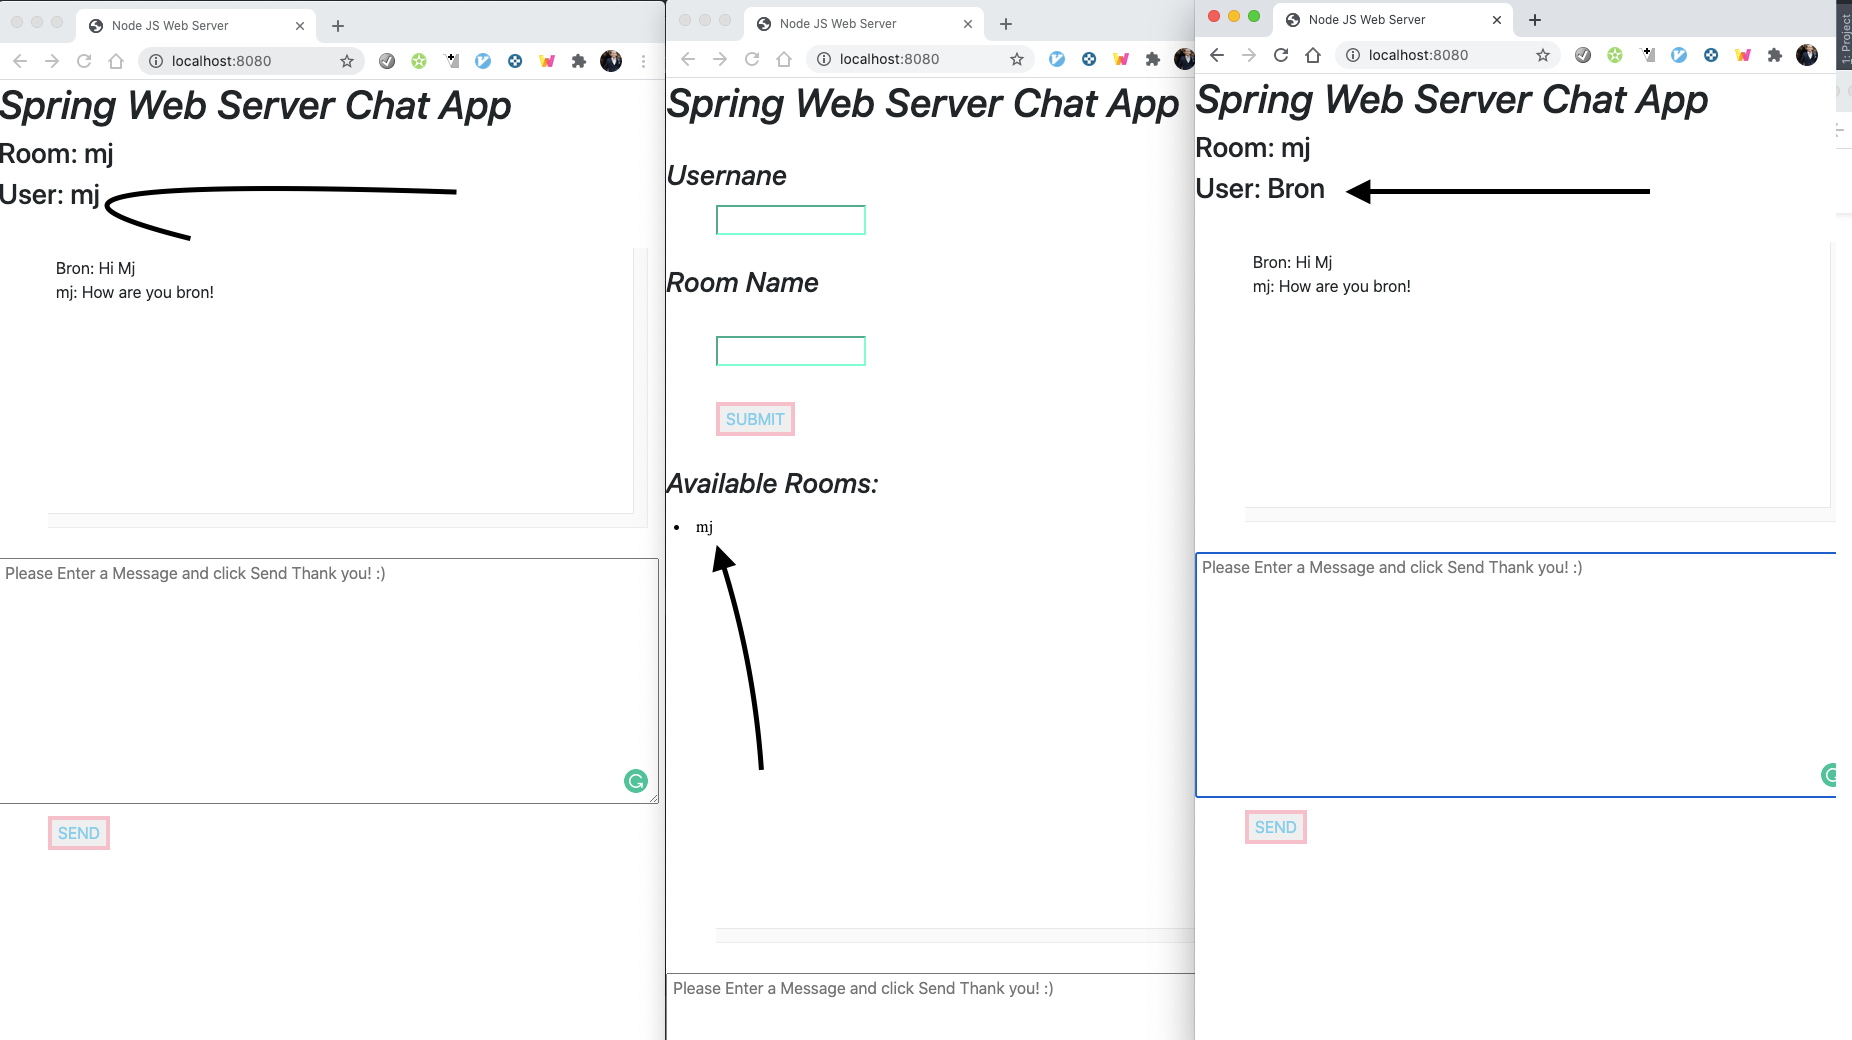 Node JS Web Server
localhost:8080
Spring Web Server Chat App
Room: mj
User: mj
Bron: Hi Mj
mj: How are you bron!
Please Enter a Message and click Send Thank you! :)
SEND
Node JS Web Server
localhost:8080
Spring Web Server Chat App
Usernane
Room Name
SUBMIT
Available Rooms:
mj
Please Enter a Message and click Send Thank you! :)
Node JS Web Server
localhost:8080
Spring Web Server Chat App
Room: mj
User: Bron
Bron: Hi Mj
mj: How are you bron!
Please Enter a Message and click Send Thank you! :)
SEND
1: Project